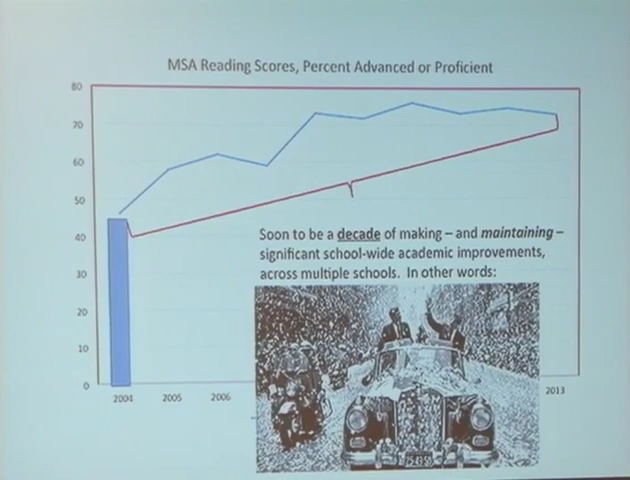 MSA Reading Scores, Percent Advanced or Proficient
80
70
60
50
40
30
20
10
0
2004 2005 2006 2013
Soon to be a decade of making – and maintaining –
significant school-wide academic improvements,
across multiple schools. In other words: